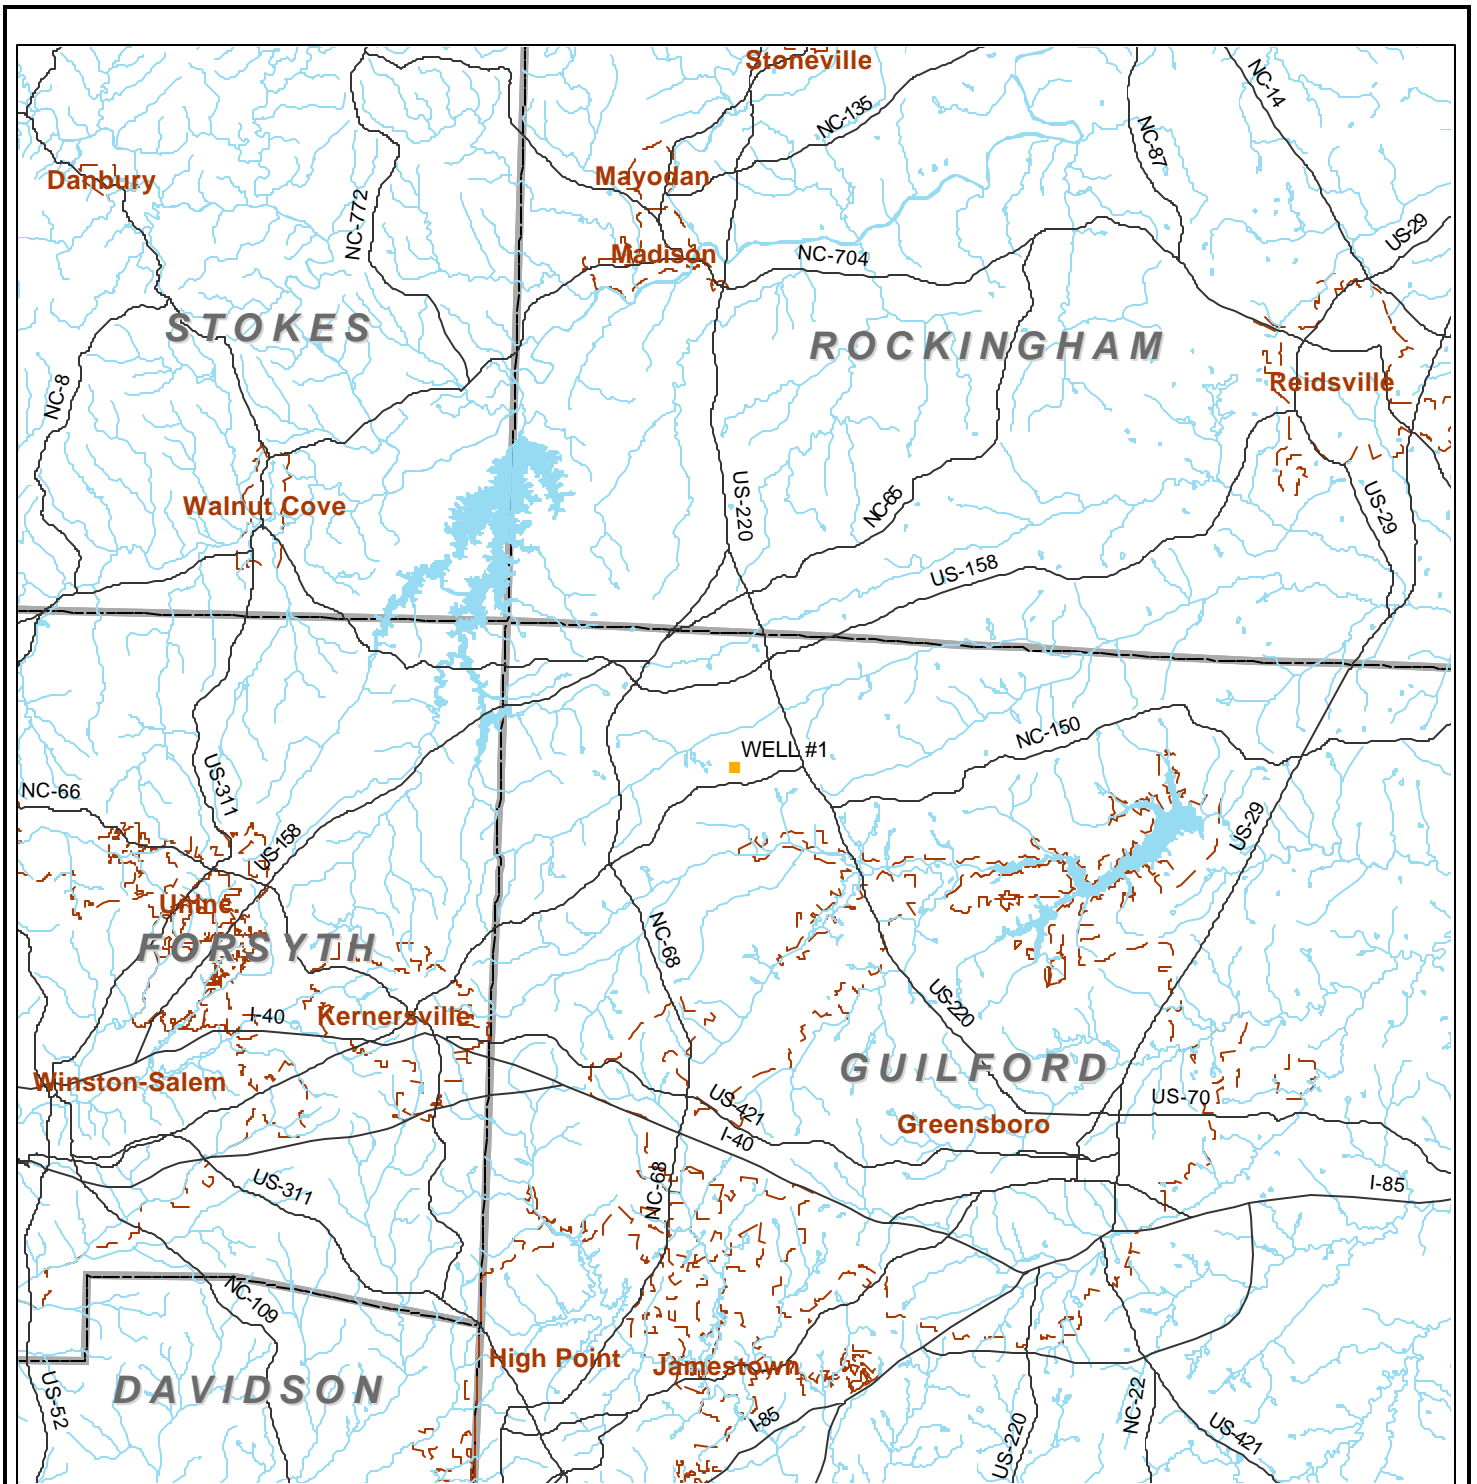 Stoneville
NC-135
NC-14
NC-87
Danbury
Mayodan
NC-772
US-29
Madison
NC-704
STOKES
ROCKINGHAM
NC-8
Reidsville
Walnut Cove
US-220
NC-65
US-29
US-158
NC-150
WELL #1
NC-66
US-311
US-29
US-158
FORSYTH
NC-68
I-40
Kernersville
US-220
Winston-Salem
GUILFORD
US-421
US-70
Greensboro
I-40
US-311
NC-68
I-85
NC-109
High Point
Jamestown
DAVIDSON
US-52
I-85
US-220
NC-22
US-421